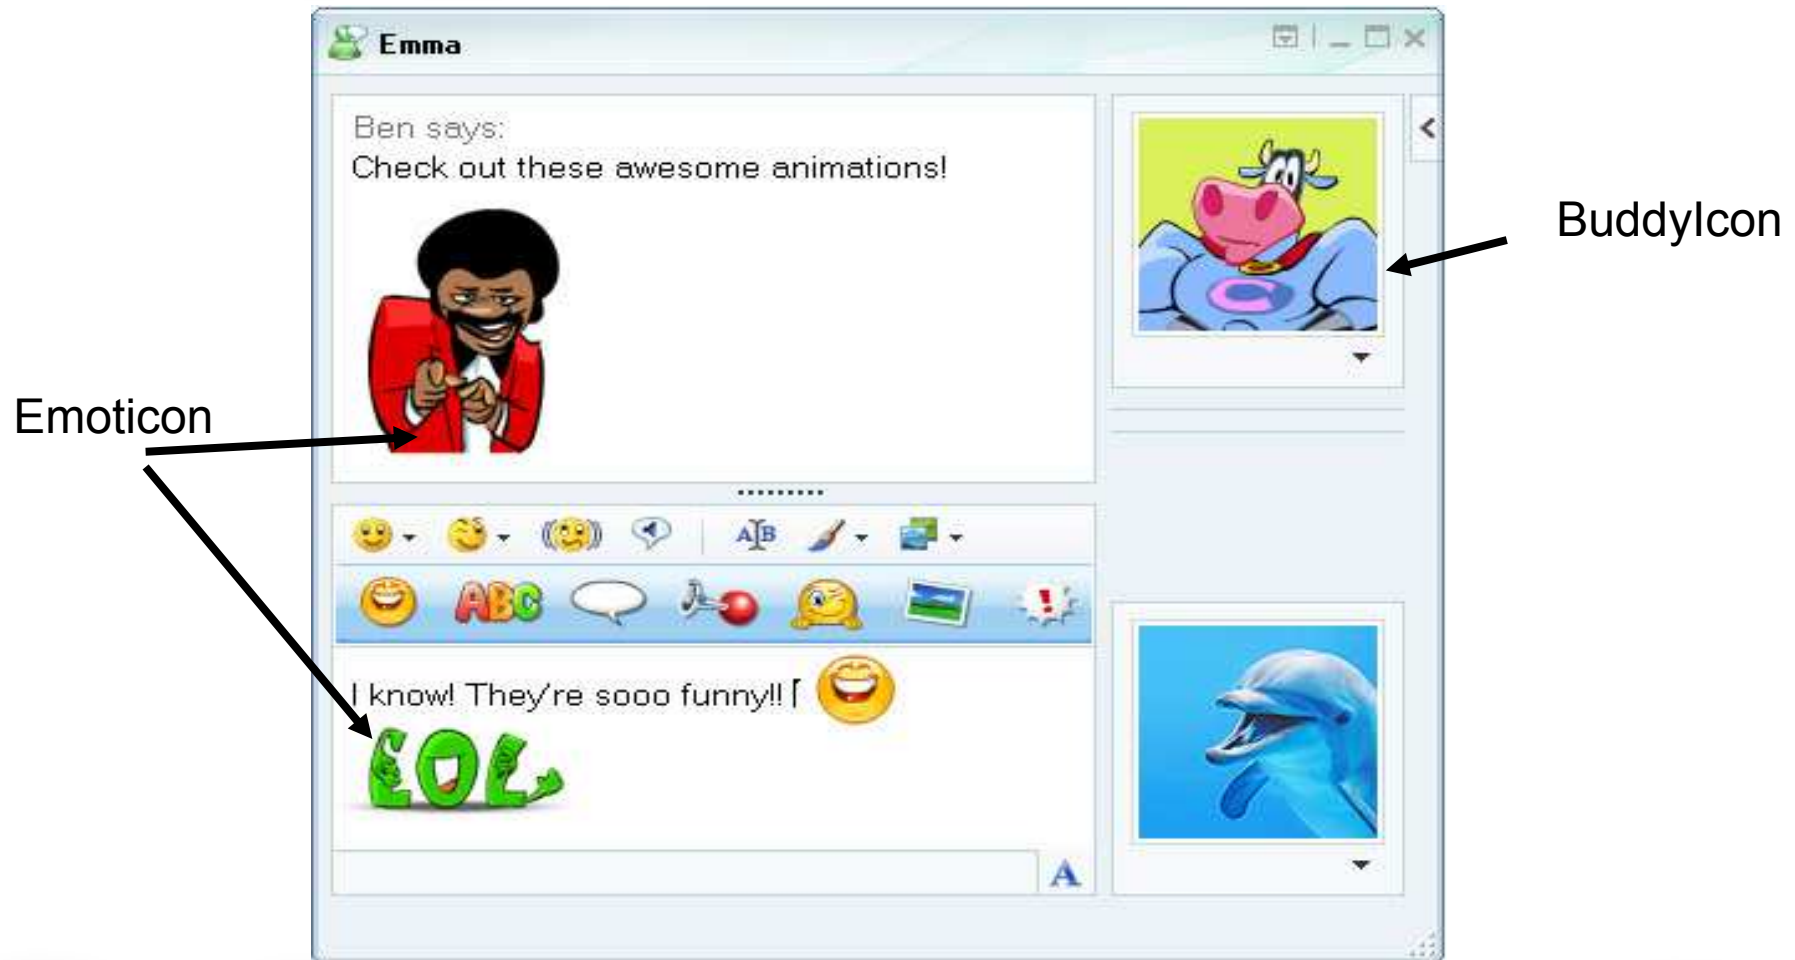 Emma
Ben says:
Check out these awesome animations!
BuddyIcon
Emoticon
A B
ABC
!
I know! They're sooo funny!!
LOL
C
A